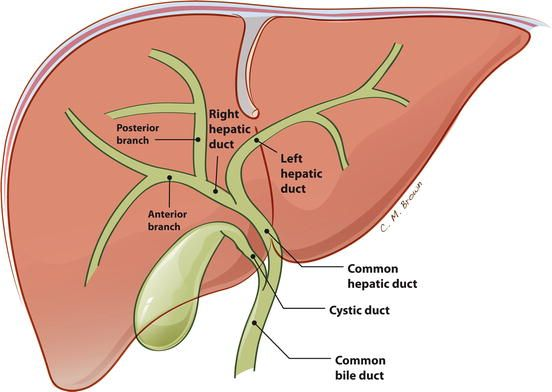 Right
hepatic
duct
Posterior
branch
Left
hepatic
duct
Anterior
branch
C. M. Brown
Common
hepatic duct
Cystic duct
Common
bile duct